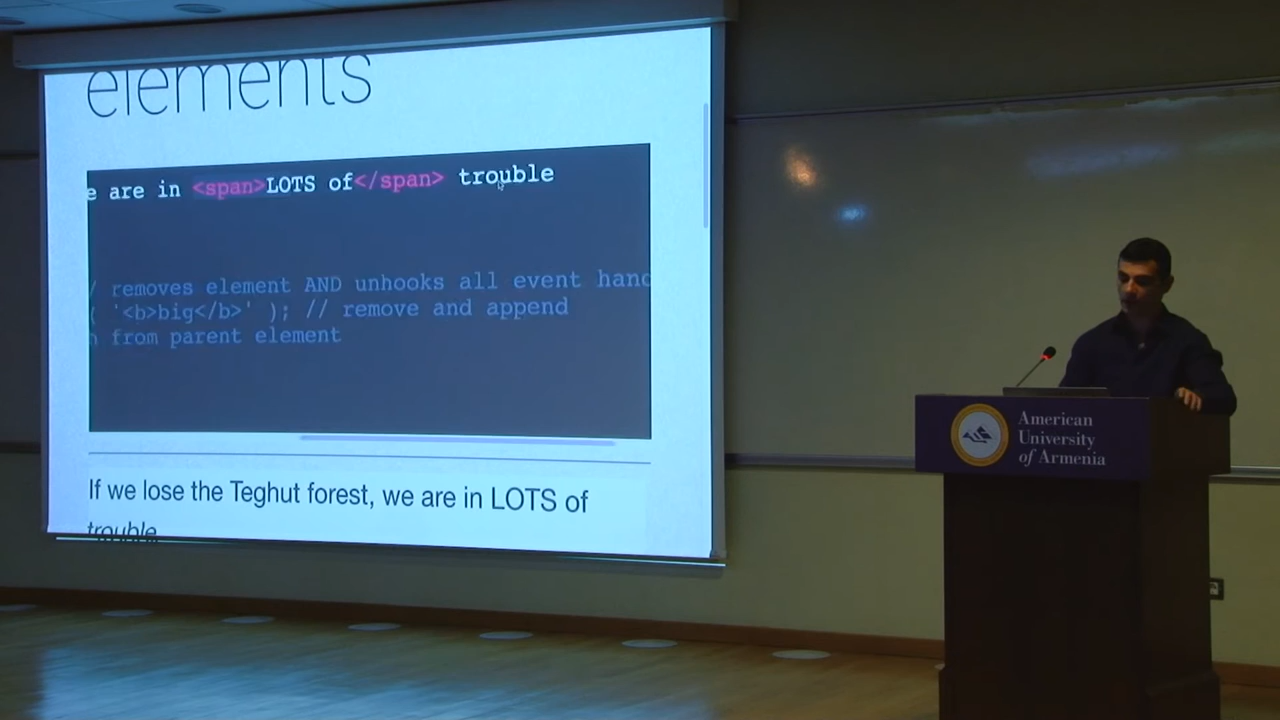 elements
e are in <span>LOTS of</span> trouble
/ removes element AND unhooks all event hand
( '<b>big</b>' ); // remove and append
from parent element
If we lose the Teghut forest, we are in LOTS of
trouble
American
University
of Armenia